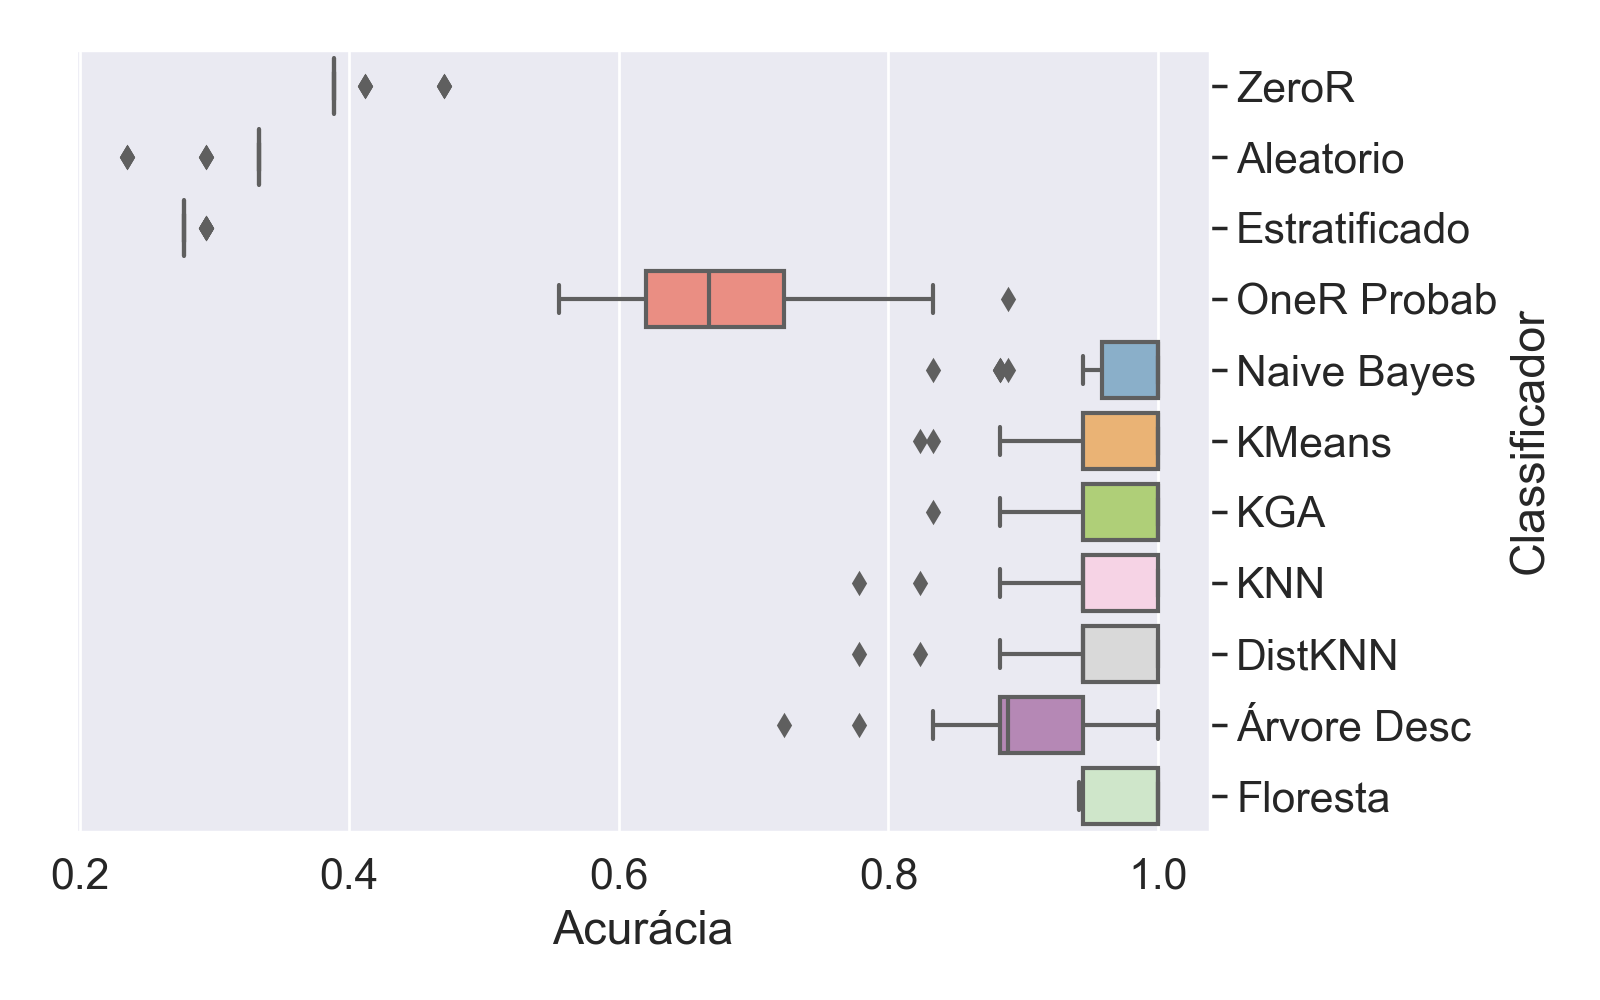 ZeroR
Aleatorio
Estratificado
OneR Probab
Naive Bayes
KMeans
KGA
KNN
DistKNN
Árvore Desc
Floresta
Classificador
0.2 0.4 0.6 0.8 1.0
Acurácia